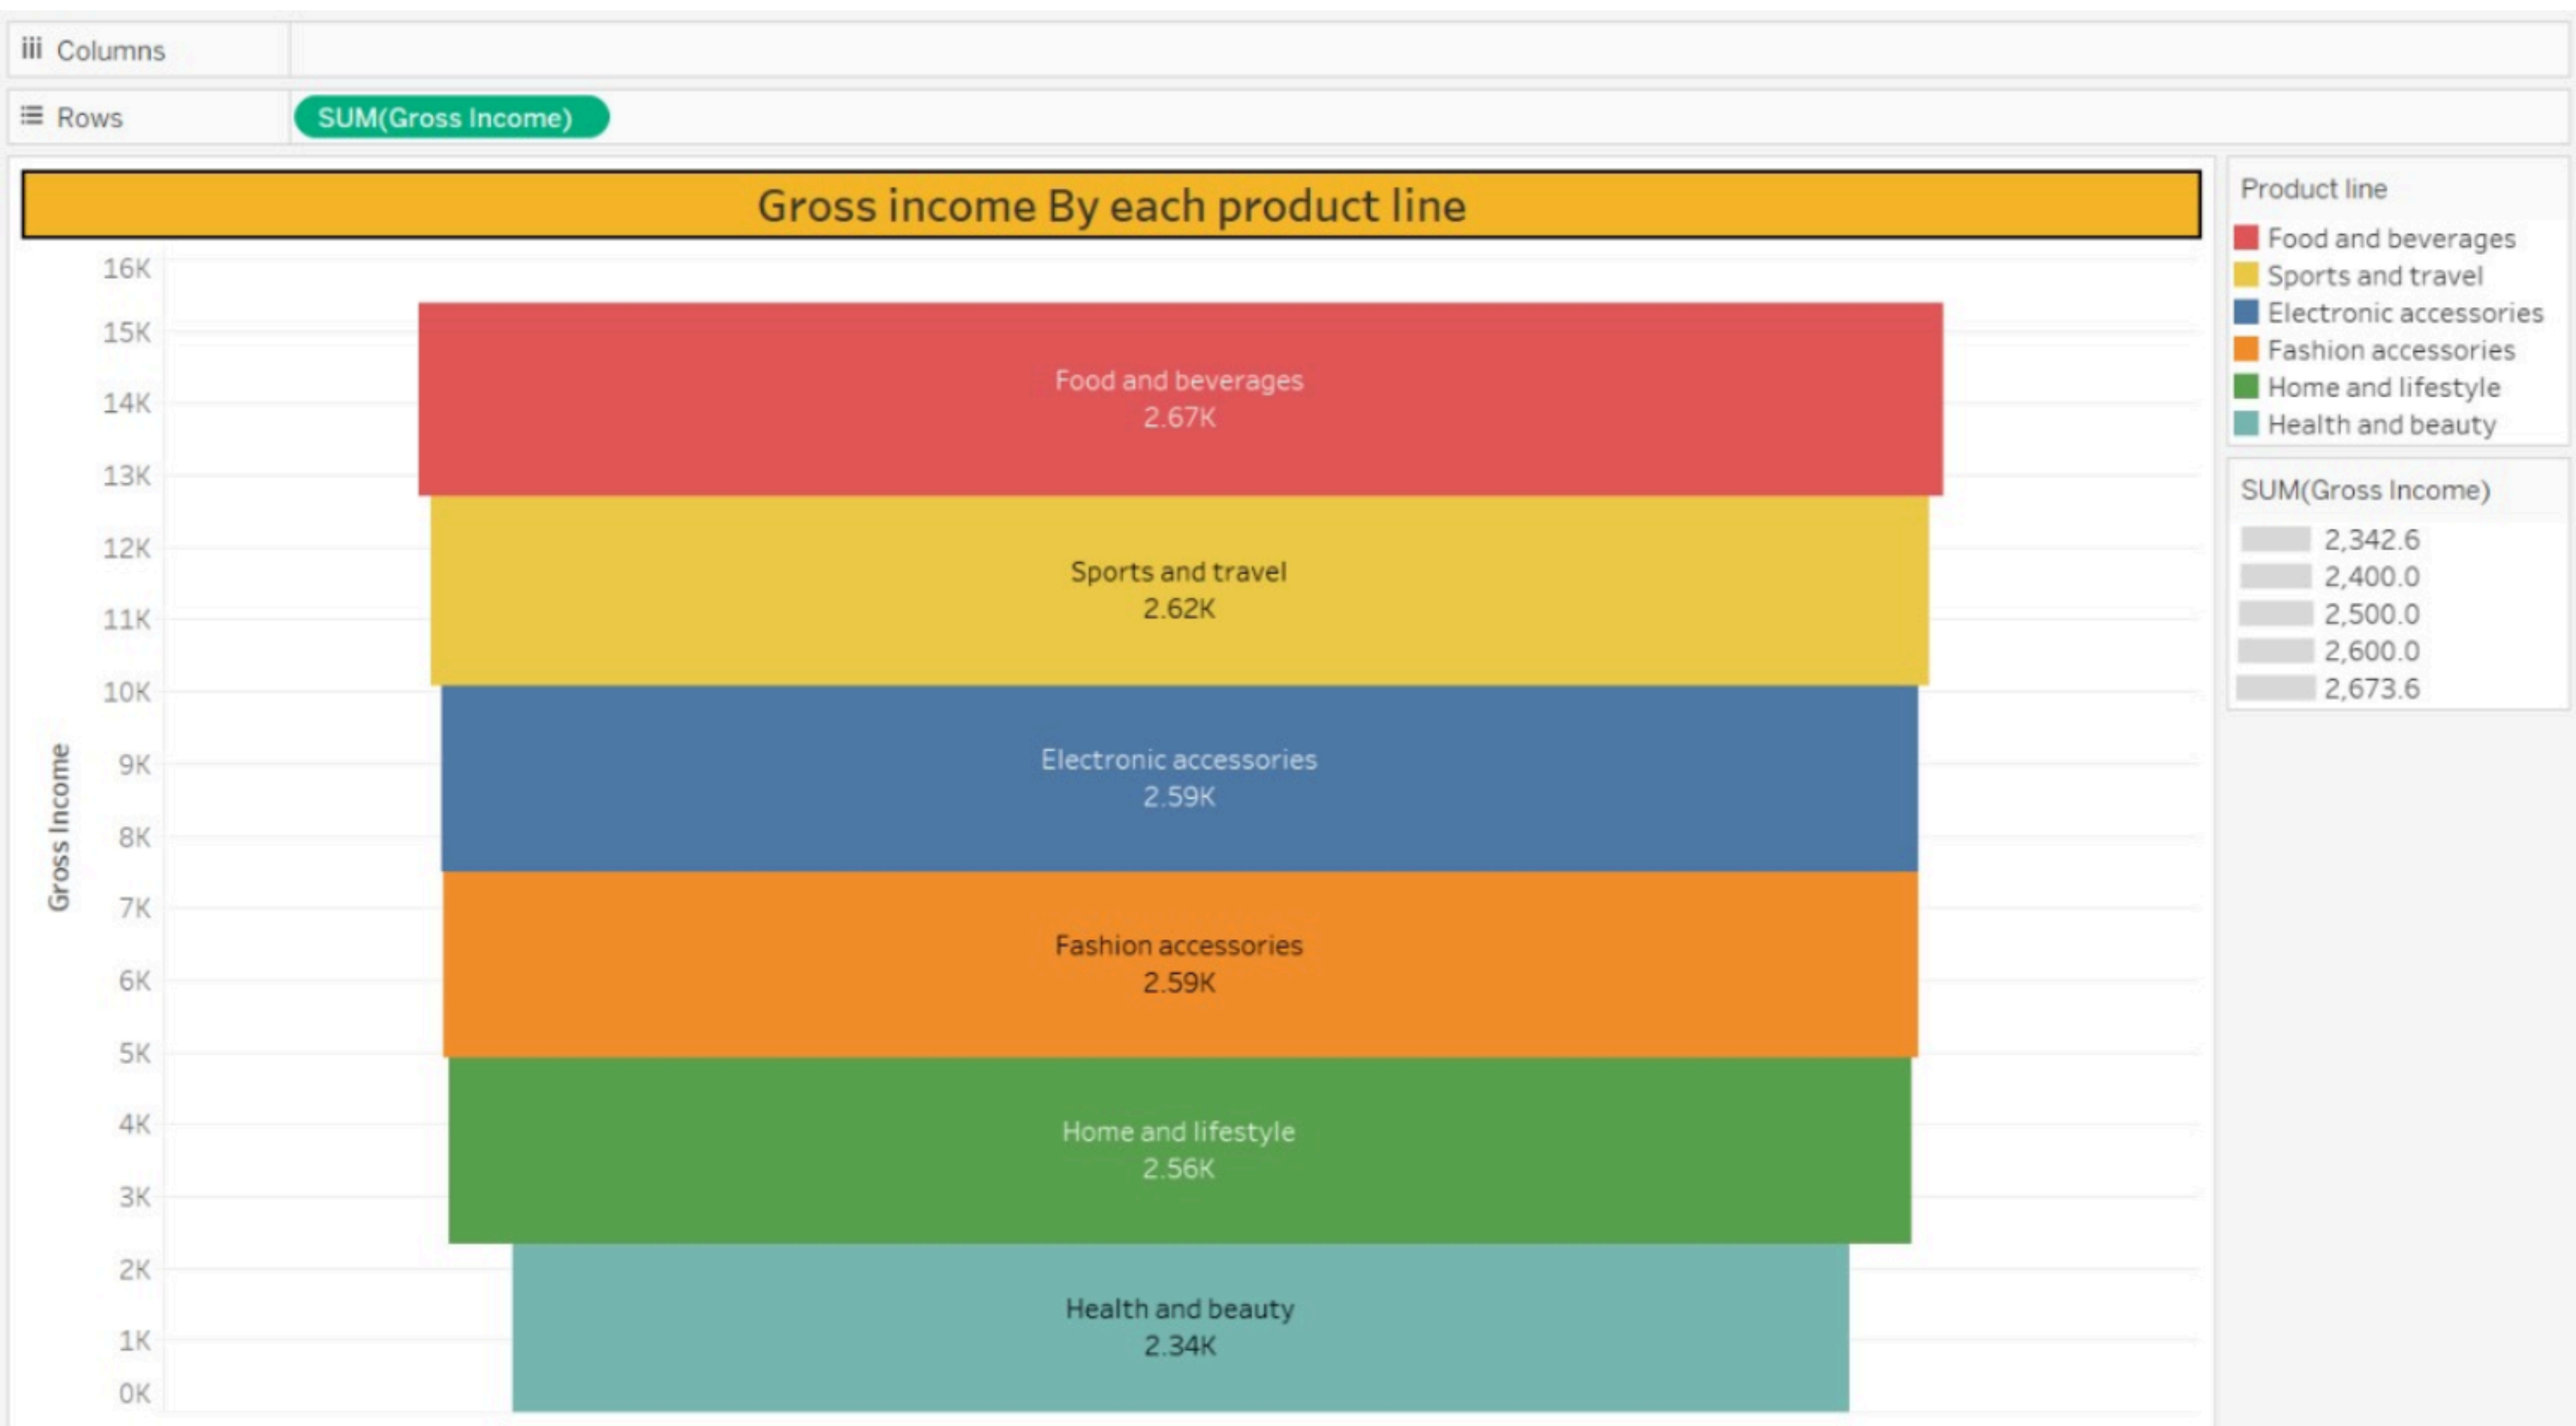 Columns
Rows
SUM(Gross Income)
Gross income By each product line
16K
15K
14K
13K
12K
11K
10K
9K
8K
7K
6K
5K
4K
3K
2K
1K
0K
Gross Income
Food and beverages
2.67K
Sports and travel
2.62K
Electronic accessories
2.59K
Fashion accessories
2.59K
Home and lifestyle
2.56K
Health and beauty
2.34K
Product line
Food and beverages
Sports and travel
Electronic accessories
Fashion accessories
Home and lifestyle
Health and beauty
SUM(Gross Income)
2,342.6
2,400.0
2,500.0
2,600.0
2,673.6